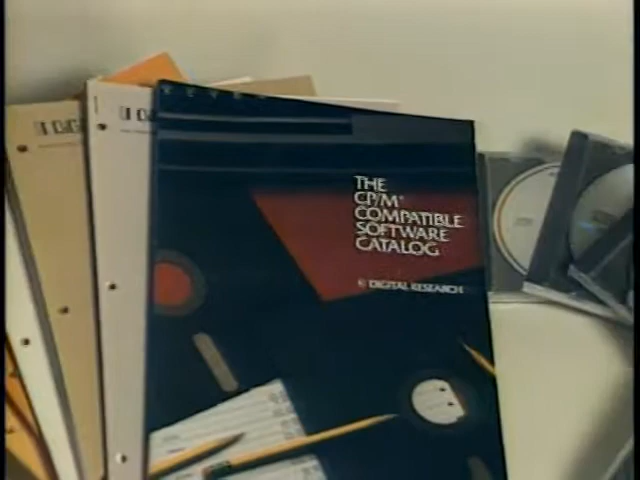 THE
CP/M®
COMPATIBLE
SOFTWARE
CATALOG
DIGITAL RESEARCH